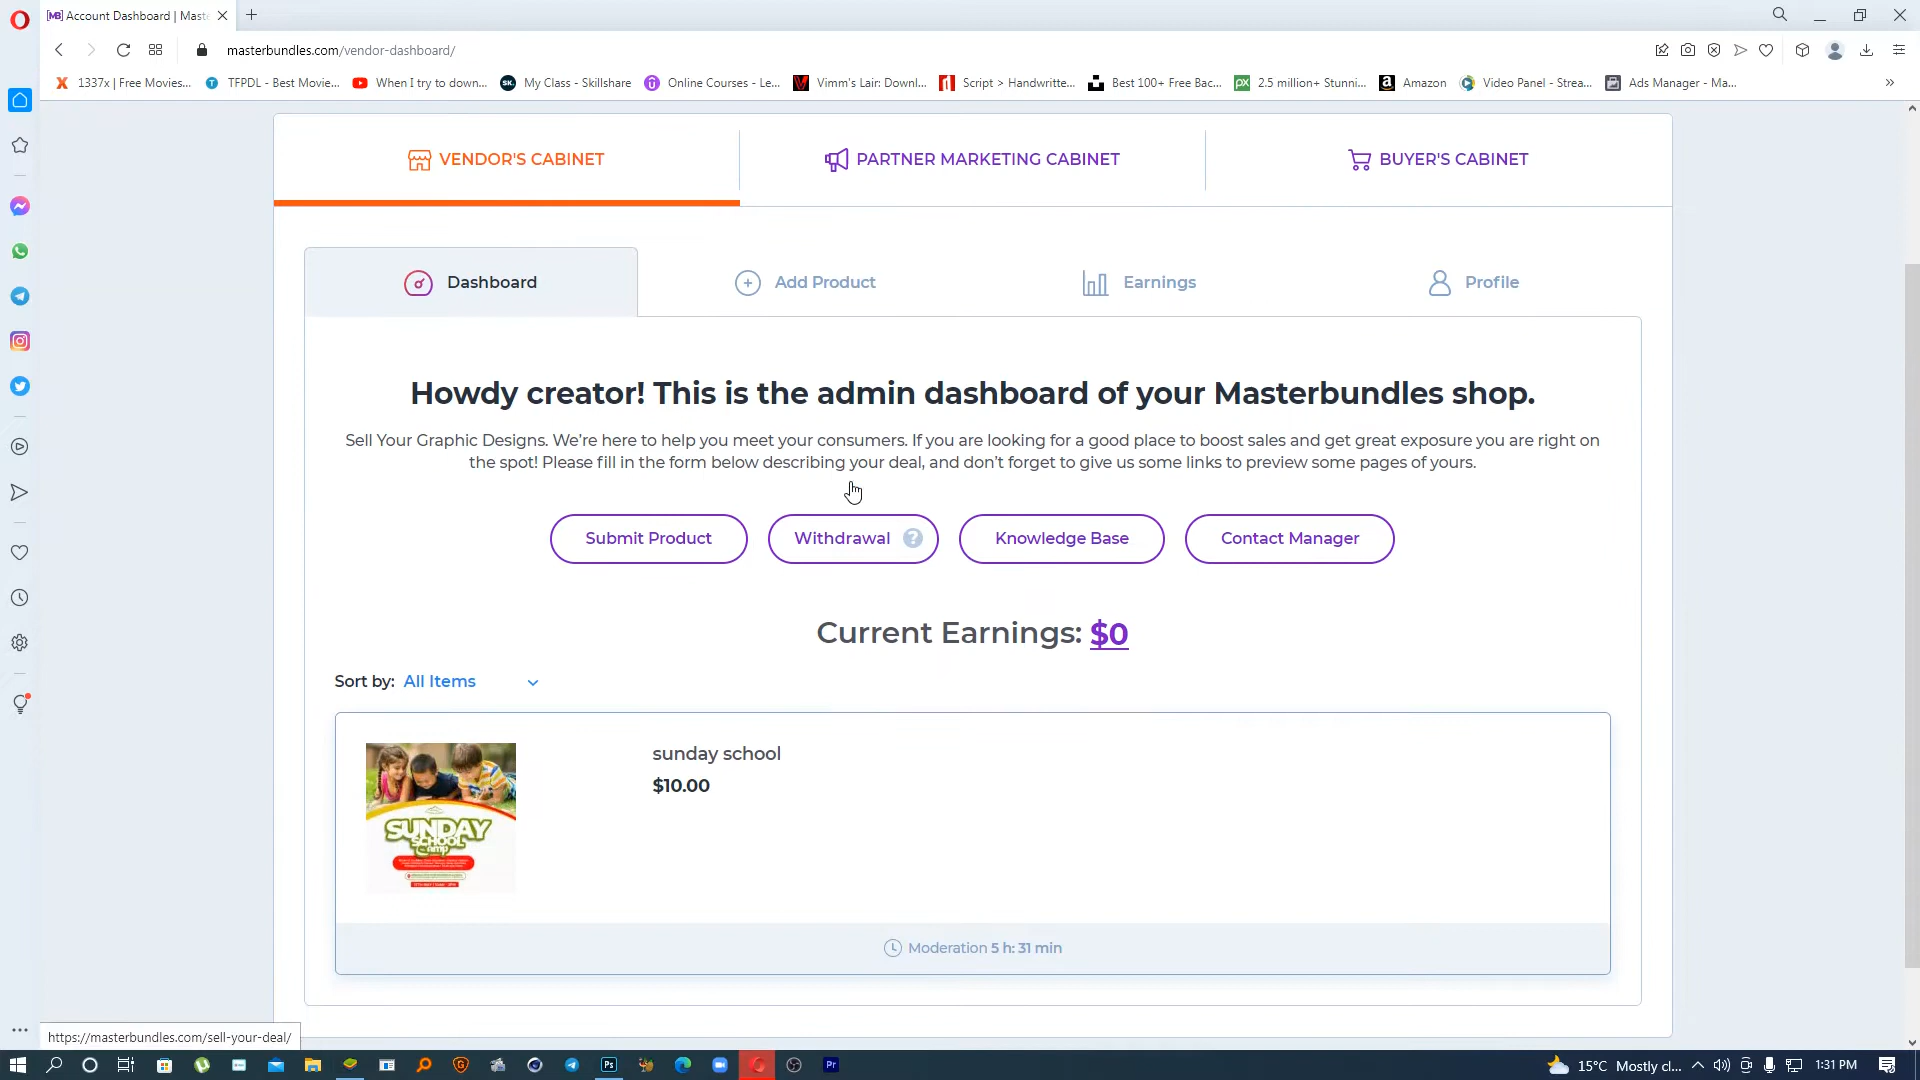 [MB] Account Dashboard | Maste
masterbundles.com/vendor-dashboard/
1337x | Free Movies...
TFPDL - Best Movie...
When I try to down...
SK.
My Class - Skillshare
Online Courses - Le...
Vimm's Lair: Downl...
Script > Handwritte...
Best 100+ Free Bac...
px
2.5 million+ Stunni...
Amazon
Video Panel - Strea...
Ads Manager - Ma...
VENDOR'S CABINET
PARTNER MARKETING CABINET
BUYER'S CABINET
Dashboard
Add Product
Earnings
Profile
Howdy creator! This is the admin dashboard of your Masterbundles shop.
Sell Your Graphic Designs. We're here to help you meet your consumers. If you are looking for a good place to boost sales and get great exposure you are right on
the spot! Please fill in the form below describing your deal, and don't forget to give us some links to preview some pages of yours.
Submit Product
Withdrawal ?
Knowledge Base
Contact Manager
Current Earnings: $0
Sort by: All Items
sunday school
$10.00
SUNDAY
SCHOOL
Camp
Moderation 5 h: 31 min
https://masterbundles.com/sell-your-deal/
Ps
Pr
15°C Mostly cl...
1:31 PM